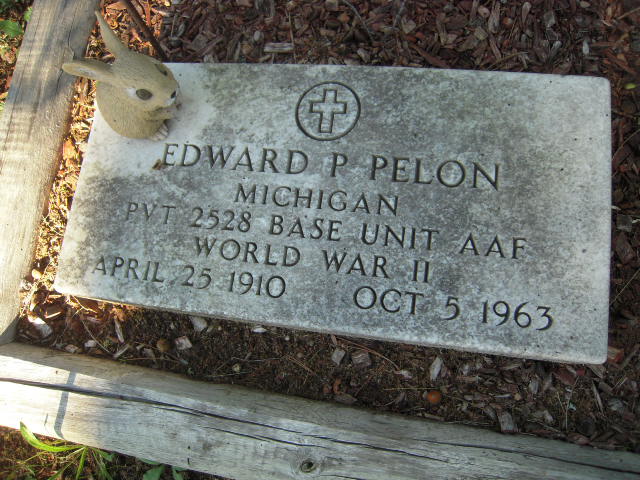 EDWARD P PELON
MICHIGAN
PVT 2528 BASE UNIT AAF
WORLD WAR II
APRIL 25 1910 OCT 5 1963